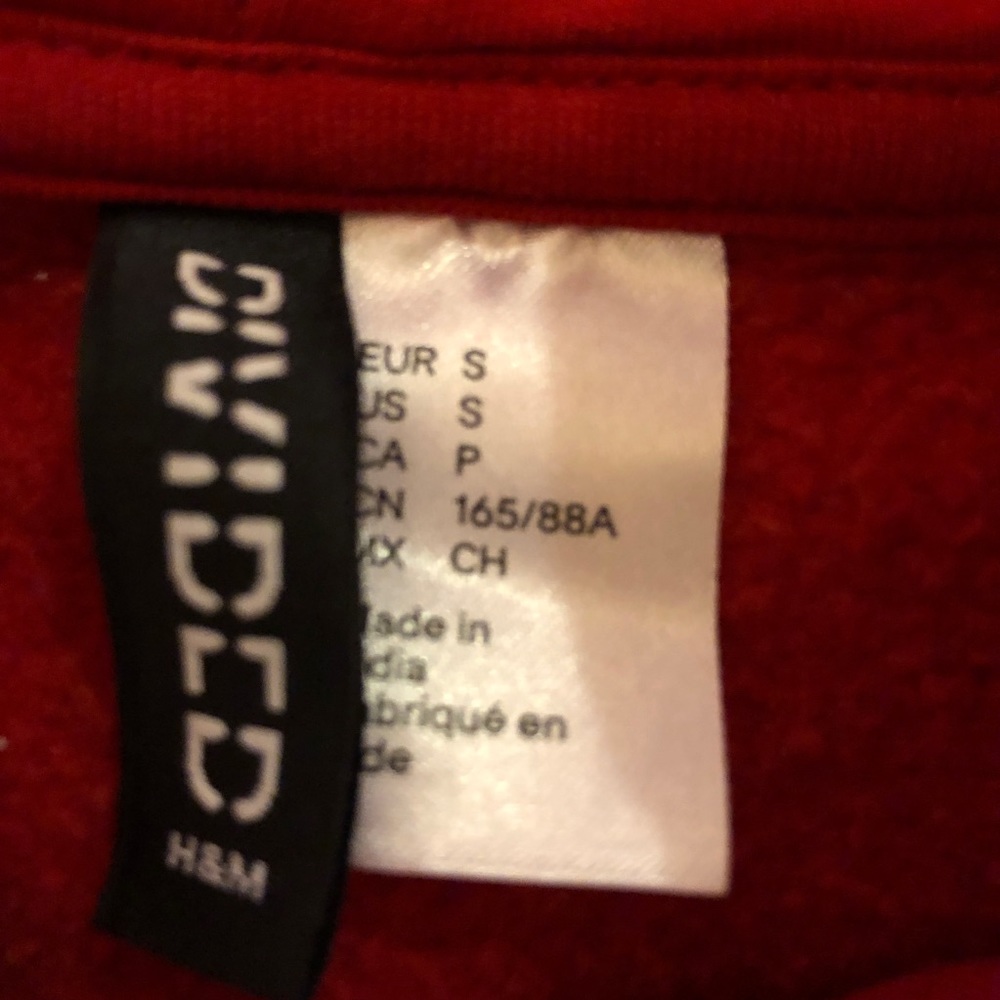 DIVIDED
H&M
EUR S
US S
CA P
CN 165/88A
MX CH
Made in
India
Fabriqué en
Inde